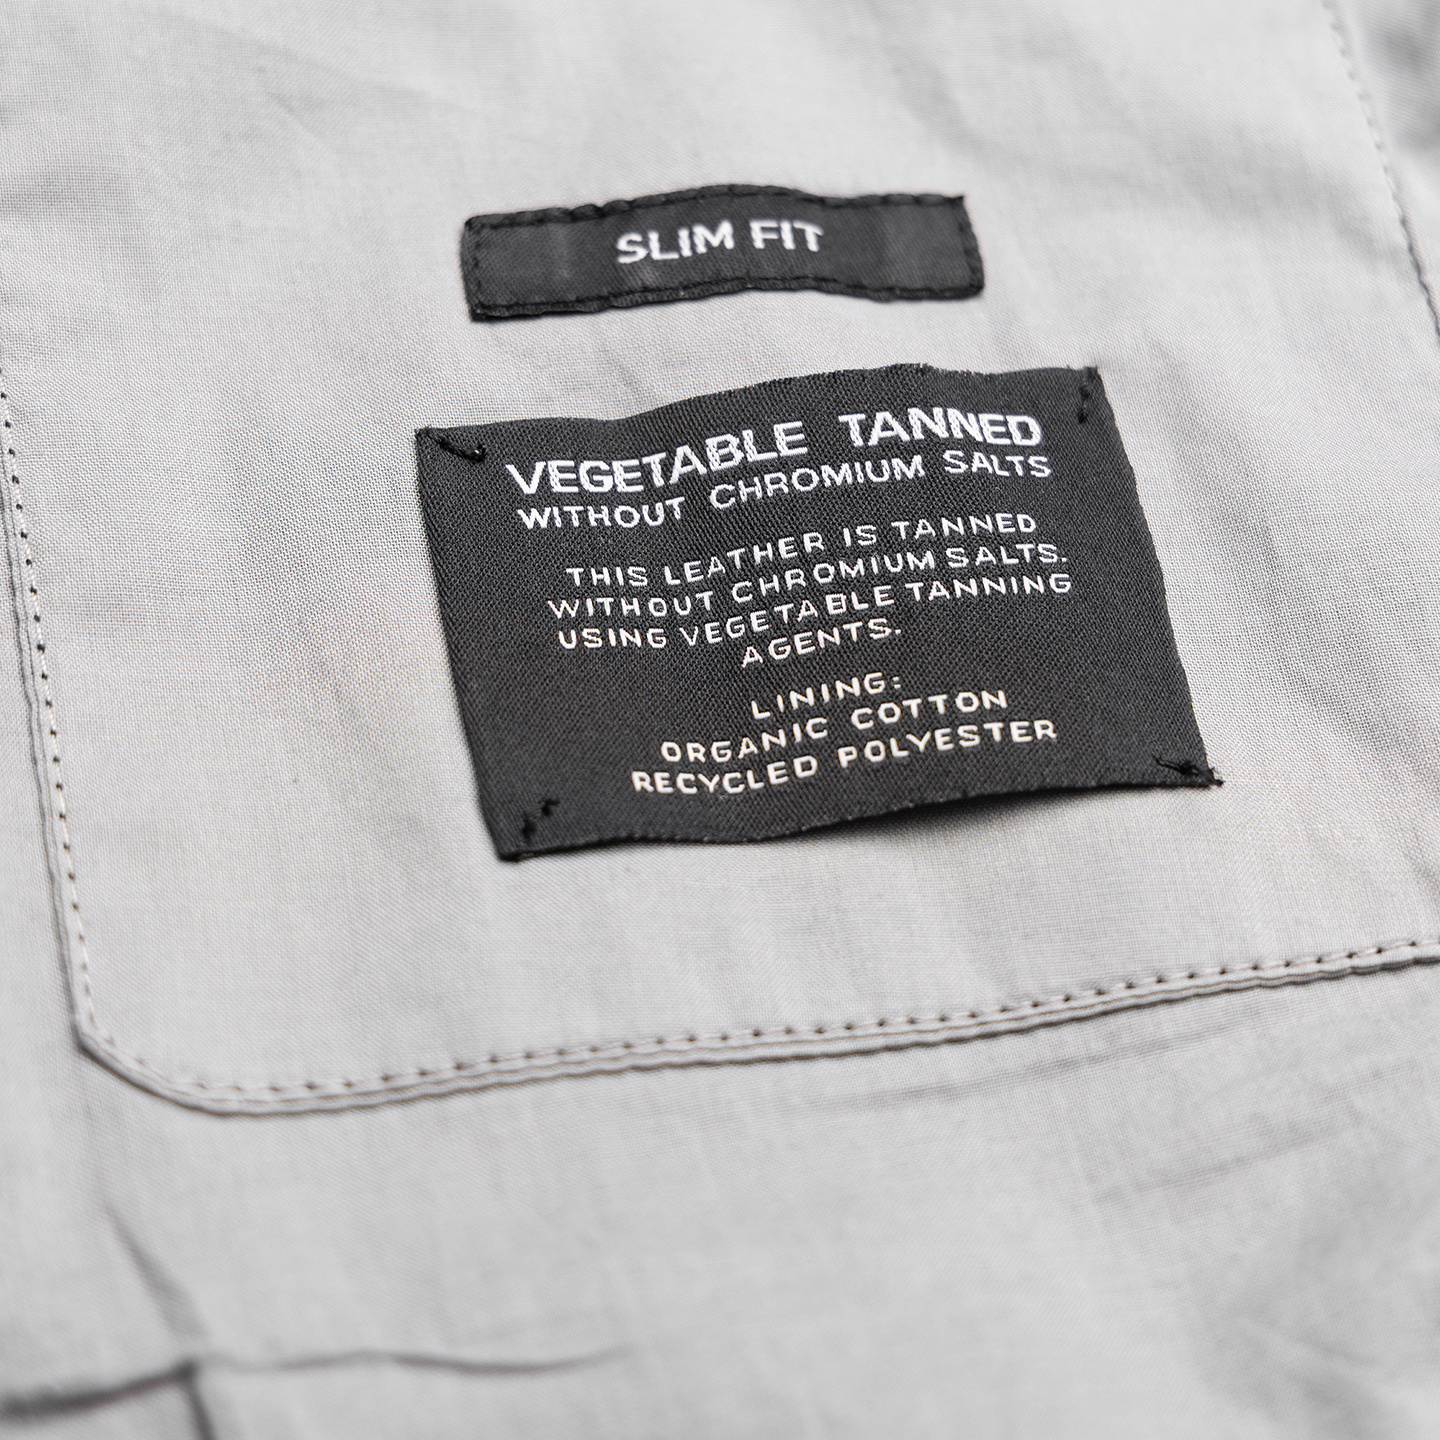 SLIM FIT
VEGETABLE TANNED
WITHOUT CHROMIUM SALTS
THIS LEATHER IS TANNED
WITHOUT CHROMIUM SALTS.
USING VEGETABLE TANNING
AGENTS.
LINING:
ORGANIC COTTON
RECYCLED POLYESTER